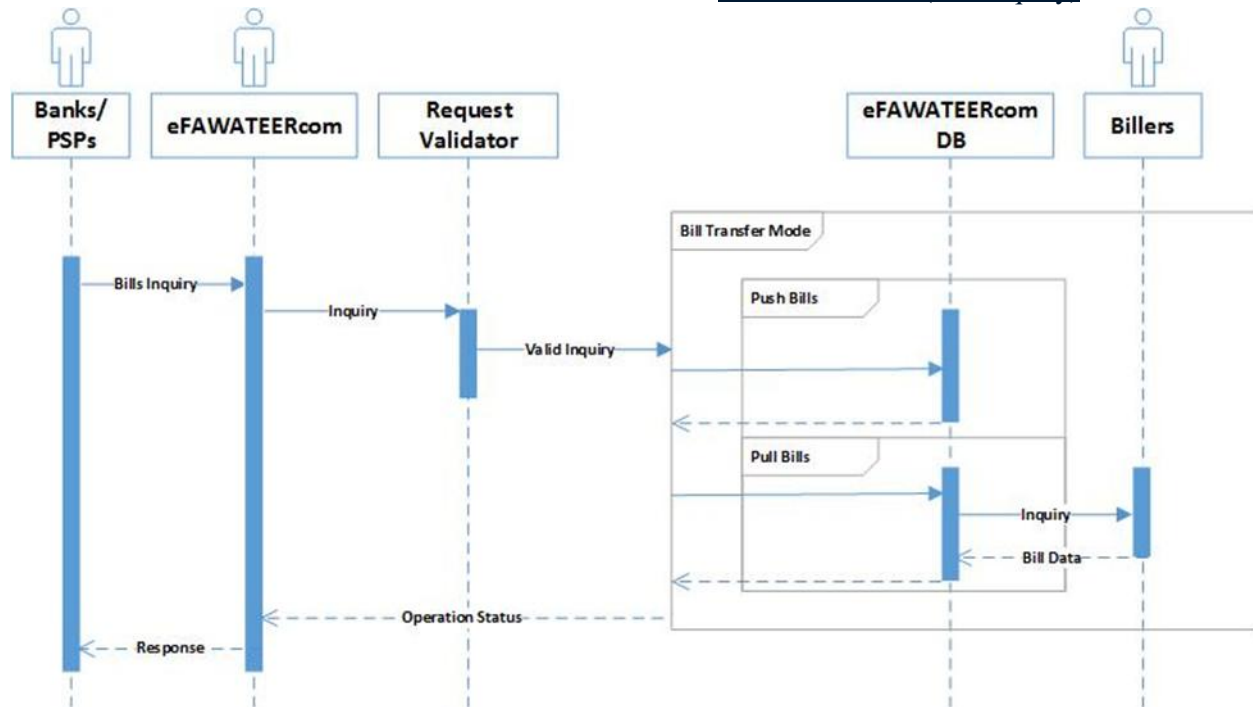 Banks/
PSPs
eFAWATEERcom
Request
Validator
eFAWATEERcom
DB
Billers
Bill Transfer Mode
Bills Inquiry
Push Bills
Inquiry
Valid Inquiry
Pull Bills
Inquiry
Bill Data
Operation Status
Response